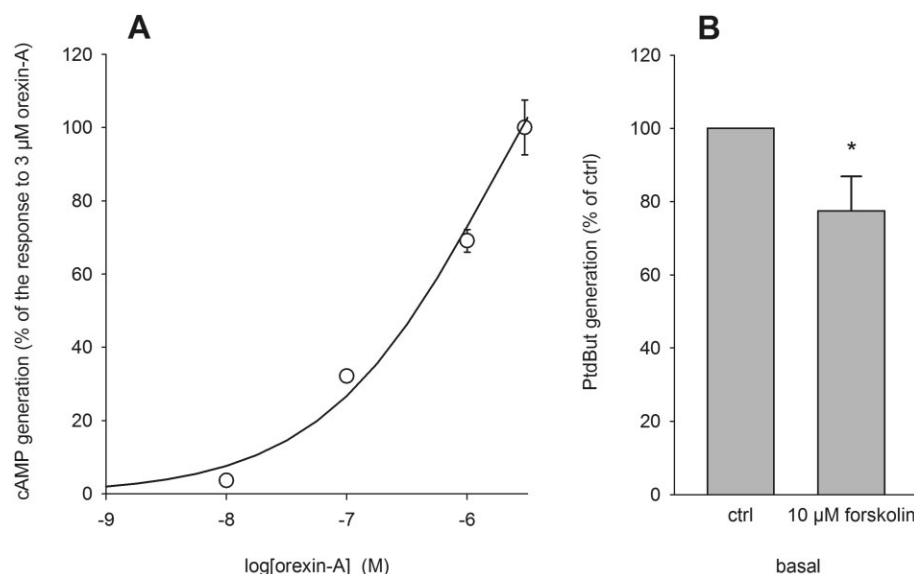 A
cAMP generation (% of the response to 3 µM orexin-A)
120
100
80
60
40
20
0
-9
-8
-7
-6
log[orexin-A] (M)
B
PtdBut generation (% of ctrl)
120
100
80
60
40
20
0
*
ctrl
10 µM forskolin
basal